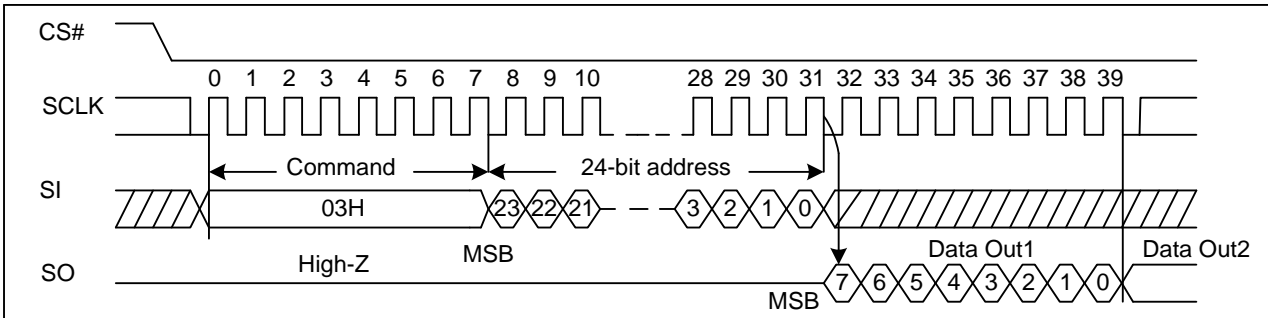 CS#
0 1 2 3 4 5 6 7 8 9 10 28 29 30 31 32 33 34 35 36 37 38 39
SCLK
Command 24-bit address
SI
03H 23 22 21 3 2 1 0
MSB Data Out1 Data Out2
High-Z
SO
7 6 5 4 3 2 1 0
MSB